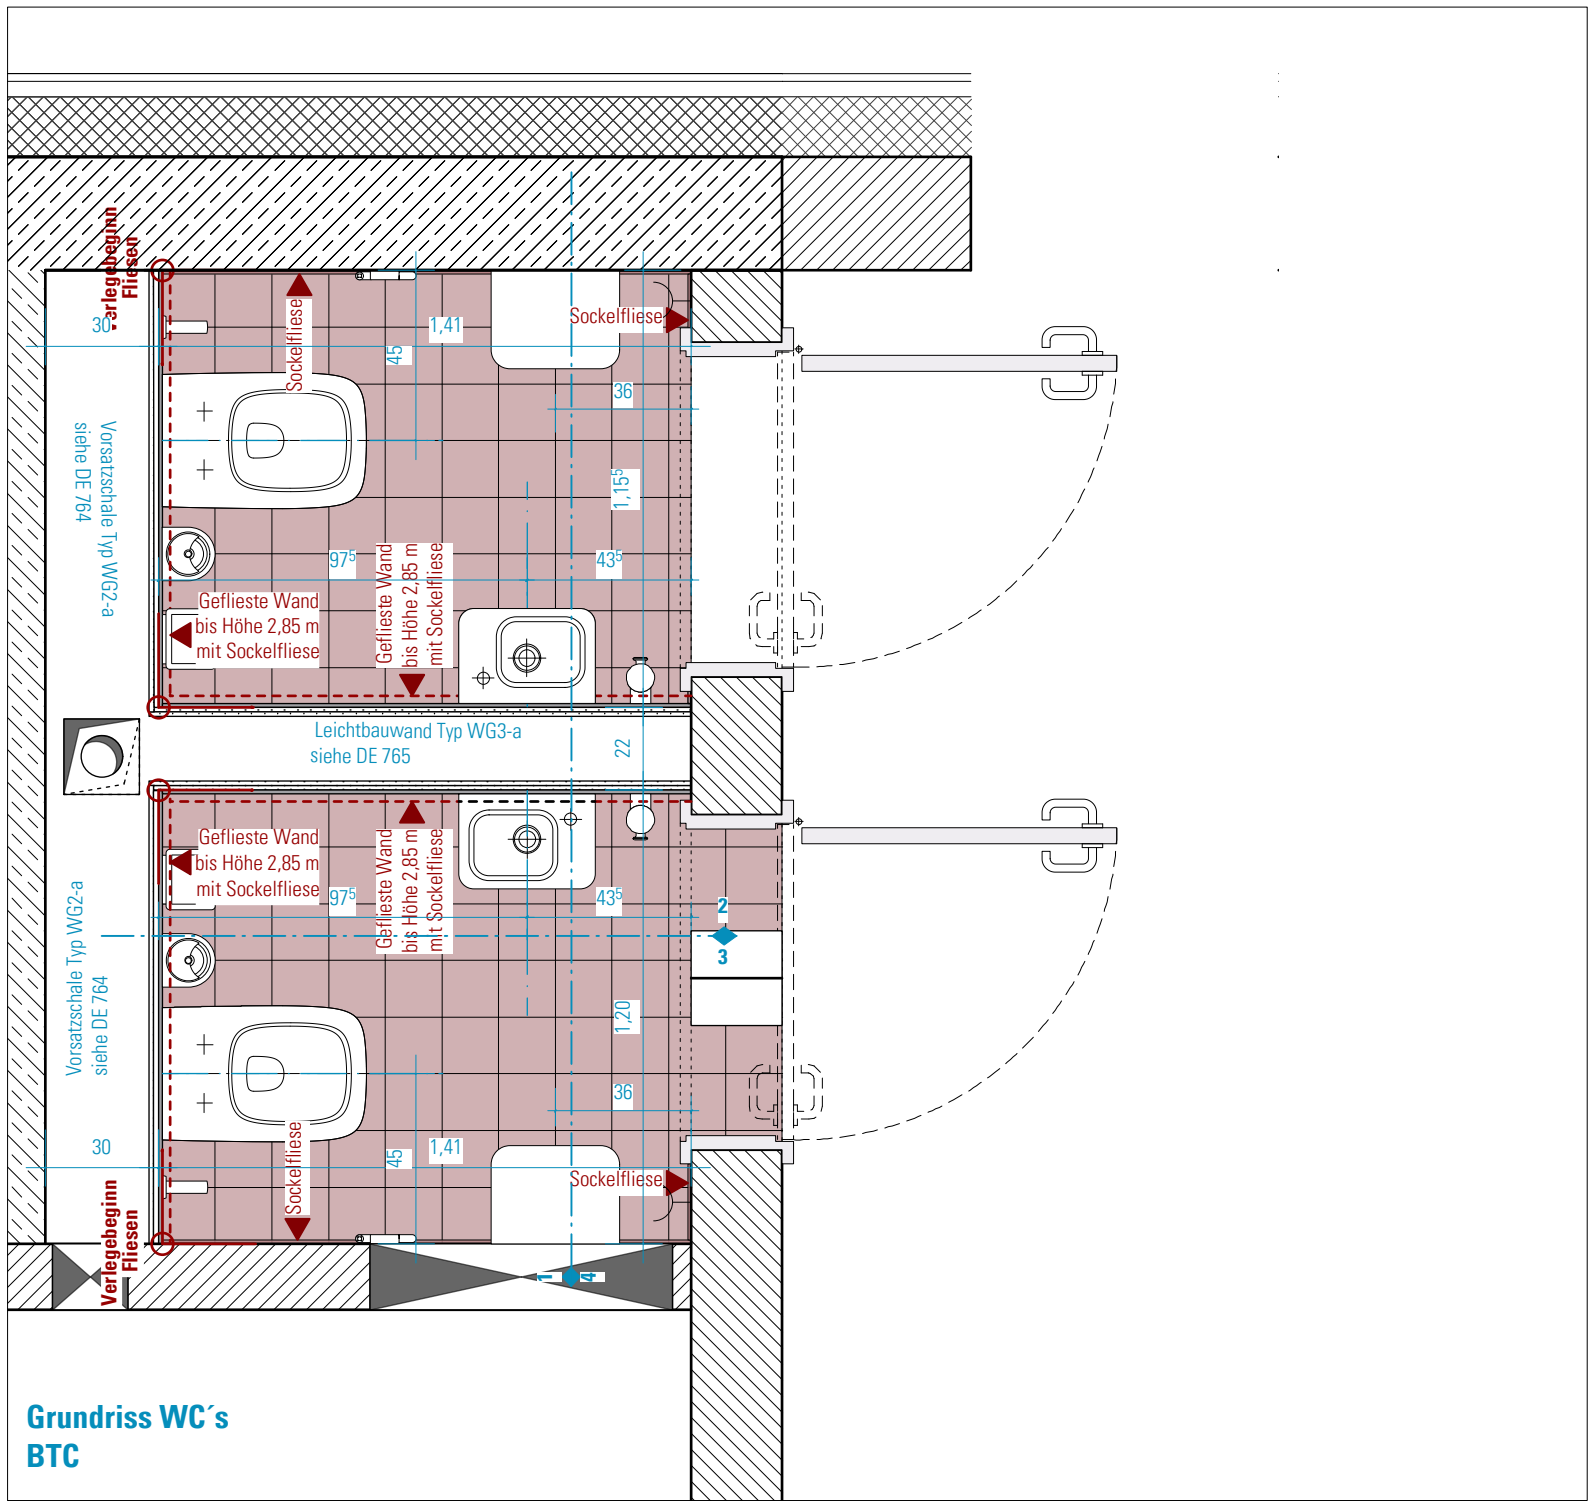 Verlegebeginn
Fliesen
30
Sockelfliese
1,41
45
Sockelfliese
36
Vorsatzschale Typ WG2-a
siehe DE 764
1,15⁵
97⁵
43⁵
Geflieste Wand
bis Höhe 2,85 m
mit Sockelfliese
Geflieste Wand
bis Höhe 2,85 m
mit Sockelfliese
Leichtbauwand Typ WG3-a
siehe DE 765
22
Geflieste Wand
bis Höhe 2,85 m
mit Sockelfliese
Geflieste Wand
bis Höhe 2,85 m
mit Sockelfliese
97⁵
43⁵
2
3
Vorsatzschale Typ WG2-a
siehe DE 764
1,20
36
30
Sockelfliese
45
1,41
Sockelfliese
Verlegebeginn
Fliesen
1
4
Grundriss WC´s
BTC